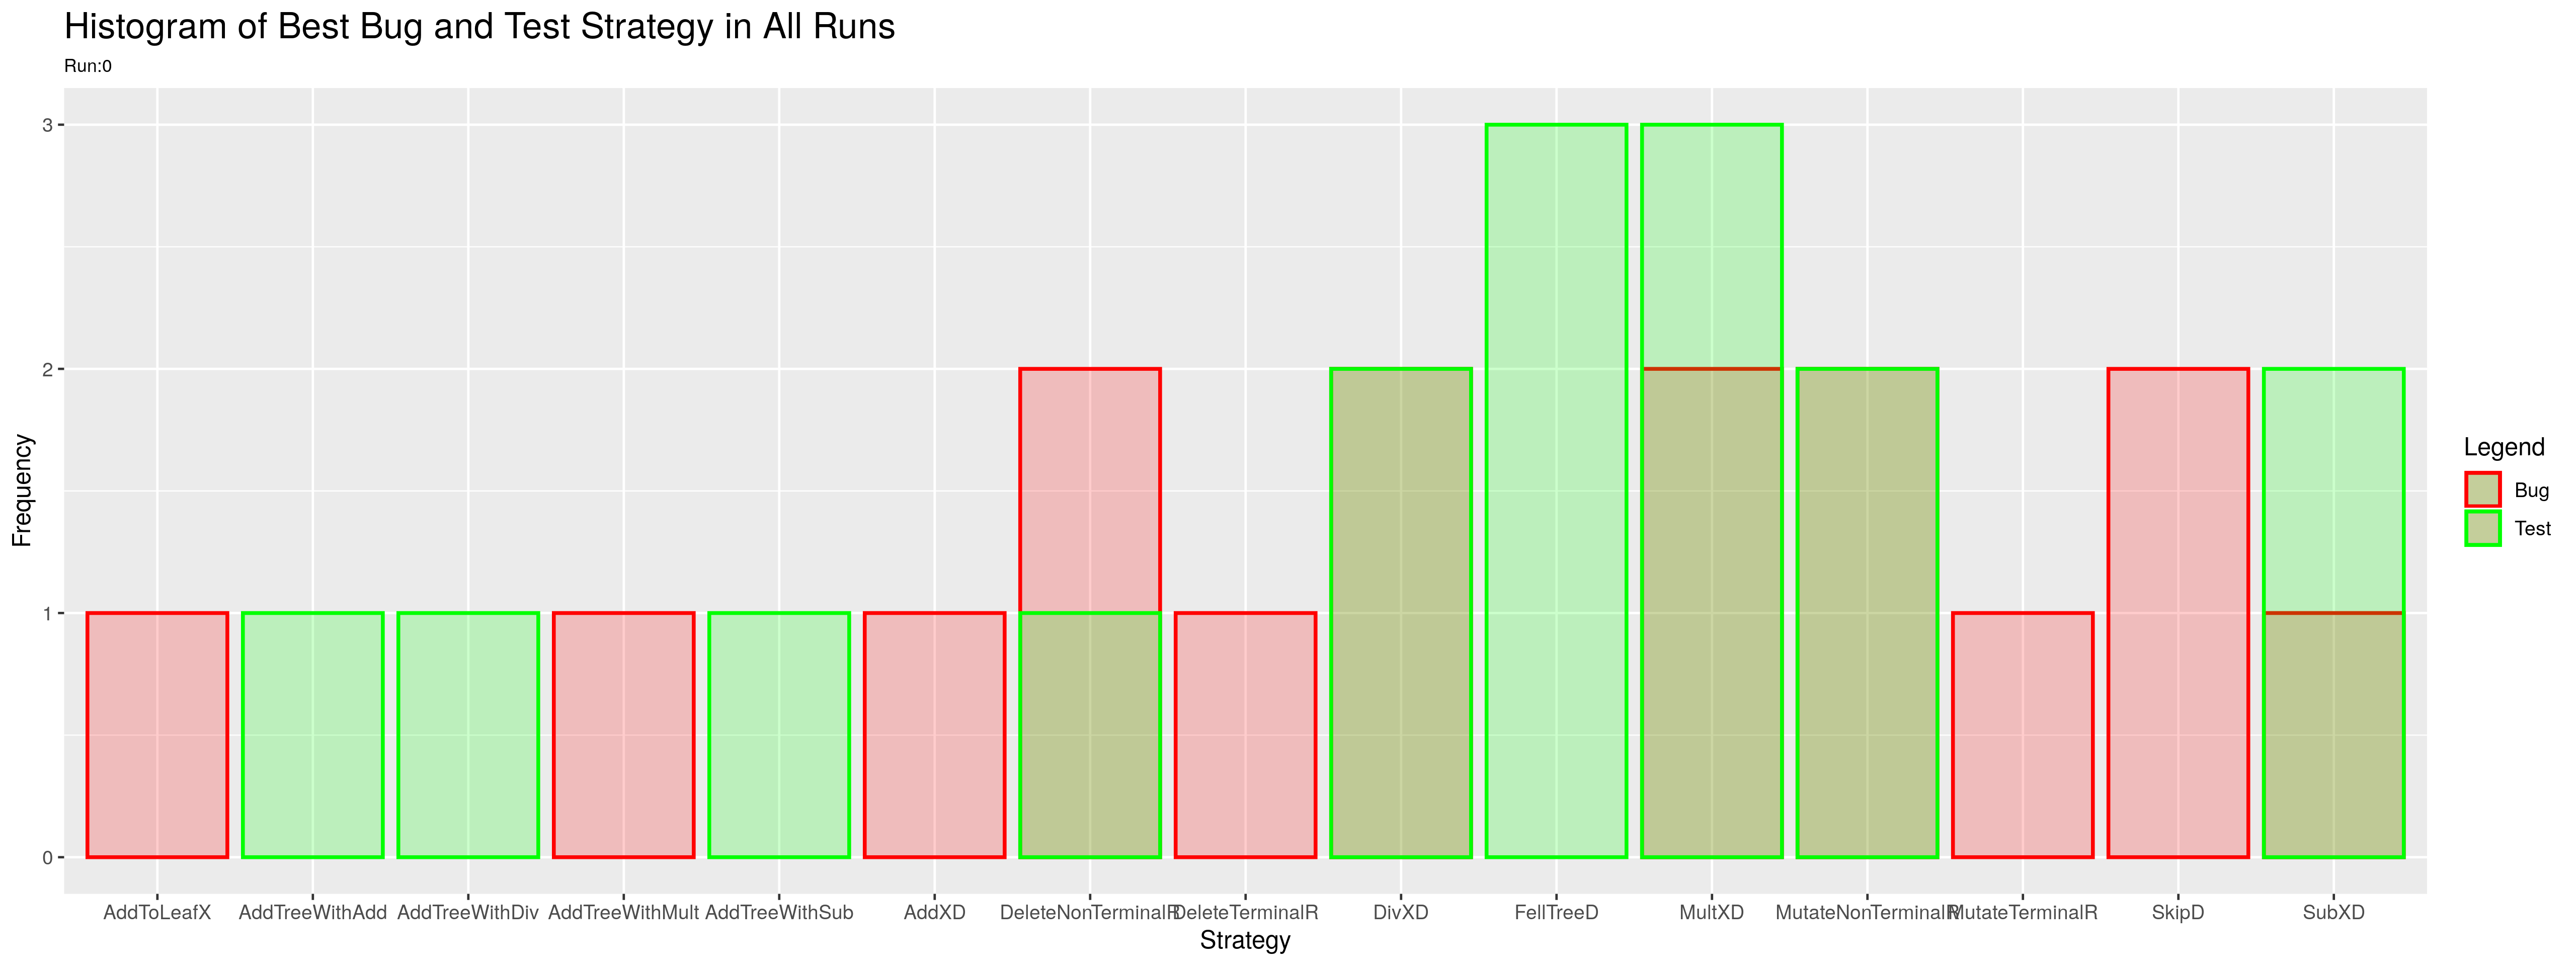 Histogram of Best Bug and Test Strategy in All Runs
Run:0
3
2
1
0
Frequency
AddToLeafX AddTreeWithAdd AddTreeWithDiv AddTreeWithMult AddTreeWithSub AddXD DeleteNonTerminalR DeleteTerminalR DivXD FellTreeD MultXD MutateNonTerminalR MutateTerminalR SkipD SubXD
Strategy
Legend
Bug
Test